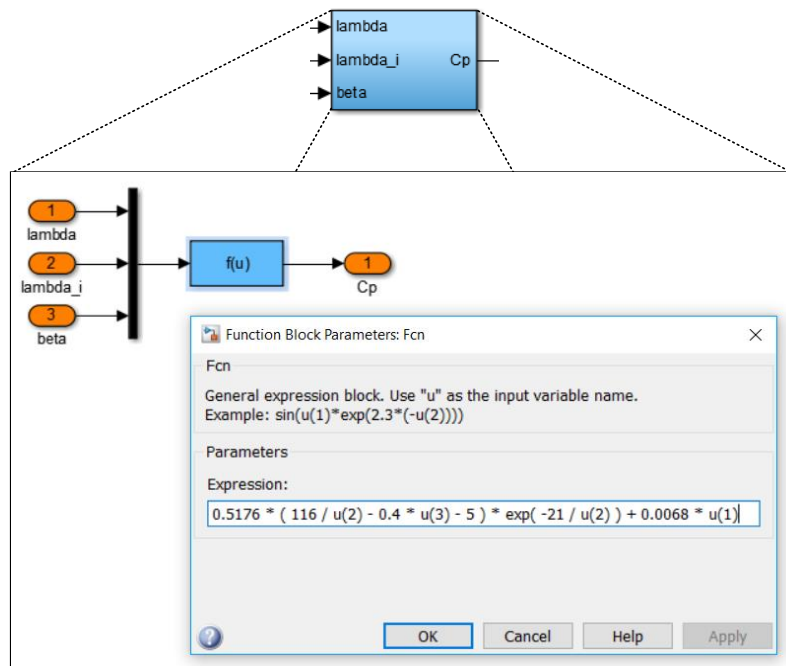 lambda
lambda_i Cp
beta
1
lambda
2
lambda_i
3
beta
f(u)
1
Cp
Function Block Parameters: Fcn
Fcn
General expression block. Use "u" as the input variable name.
Example: sin(u(1)*exp(2.3*(-u(2))))
Parameters
Expression:
0.5176 * ( 116 / u(2) - 0.4 * u(3) - 5 ) * exp( -21 / u(2) ) + 0.0068 * u(1)
? OK Cancel Help Apply